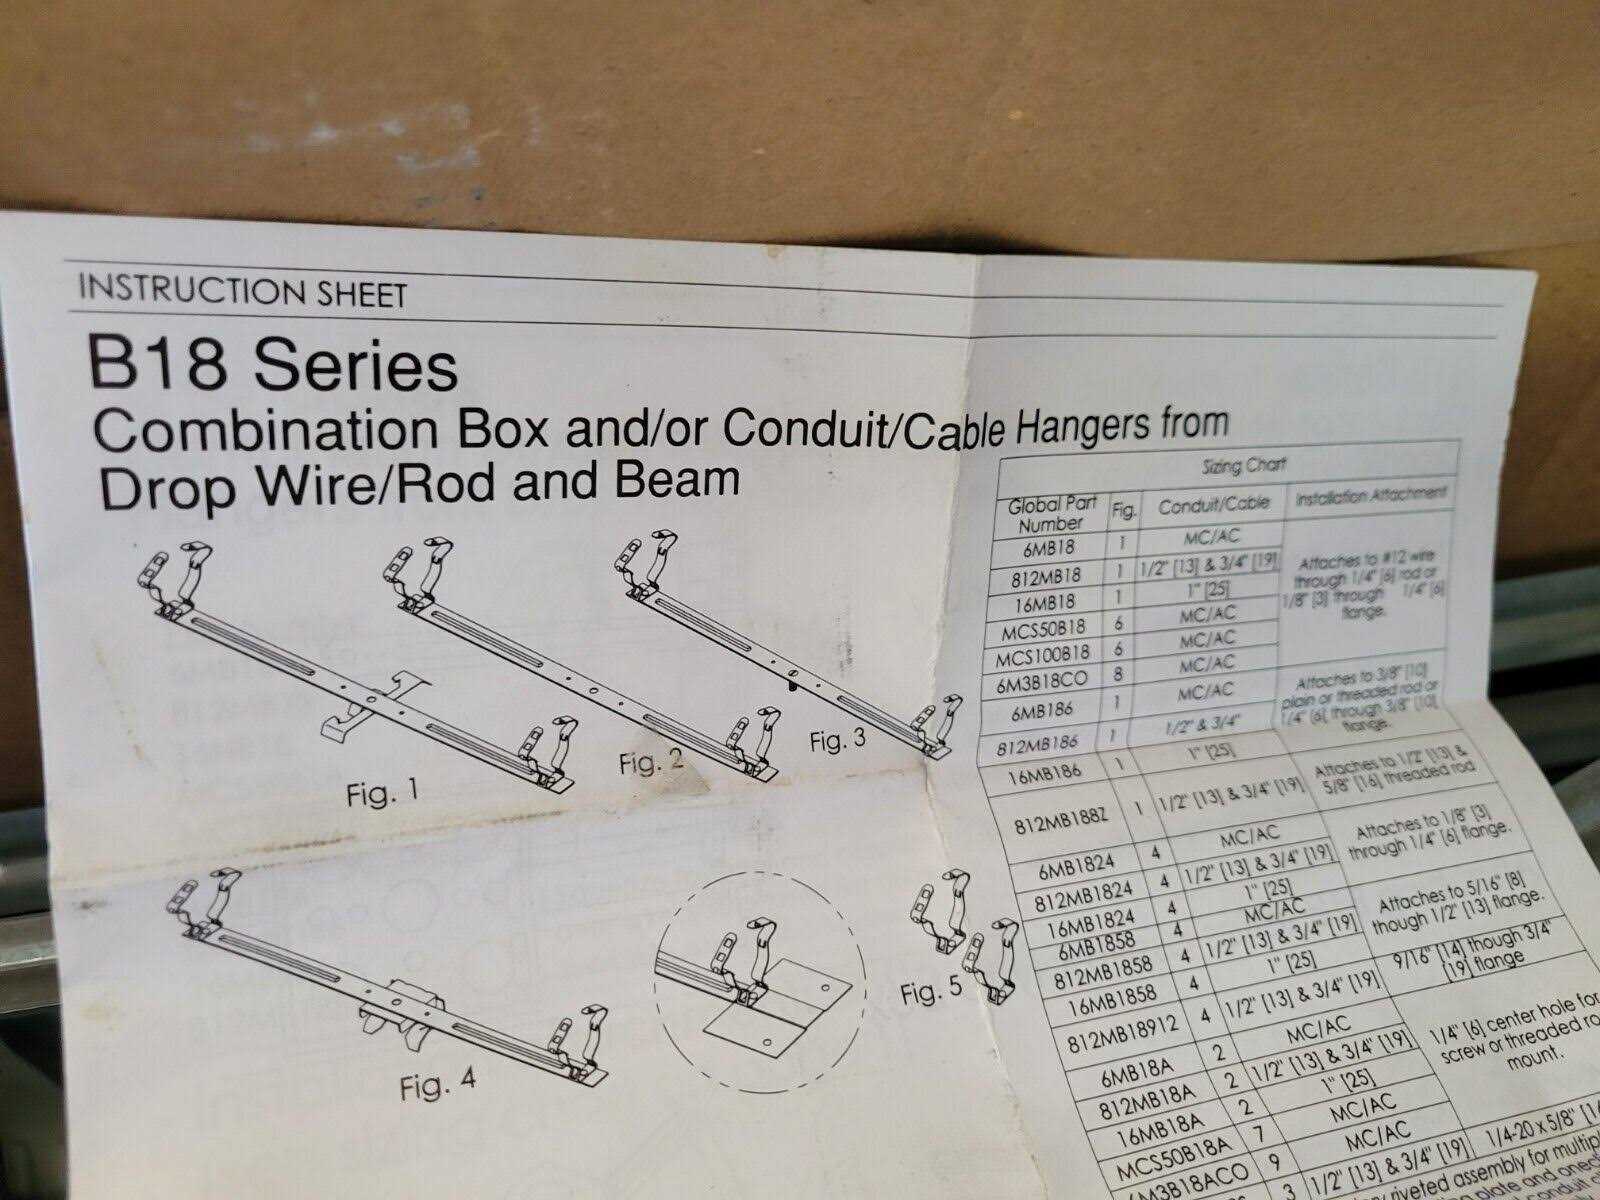 INSTRUCTION SHEET
B18 Series
Combination Box and/or Conduit/Cable Hangers from
Drop Wire/Rod and Beam
Fig. 1
Fig. 2
Fig. 3
Fig. 4
Fig. 5
Sizing Chart
Global Part Number Fig. Conduit/Cable Installation Attachment
6MB18 1 MC/AC
812MB18 1 1/2" [13] & 3/4" [19]
16MB18 1 1" [25]
MCS50B18 6 MC/AC
MCS100B18 6 MC/AC
6M3B18CO 8 MC/AC
Attaches to #12 wire
through 1/4" [6] rod or
1/8" [3] through 1/4" [6]
flange.
6MB186 1 MC/AC
812MB186 1 1/2" & 3/4"
16MB186 1 1" [25]
Attaches to 3/8" [10]
plain or threaded rod or
1/4" [6] through 3/8" [10]
flange.
812MB188Z 1 1/2" [13] & 3/4" [19]
Attaches to 1/2" [13] &
5/8" [16] threaded rod
6MB1824 4 MC/AC
812MB1824 4 1/2" [13] & 3/4" [19]
16MB1824 4 1" [25]
Attaches to 1/8" [3]
through 1/4" [6] flange.
6MB1858 4 MC/AC
812MB1858 4 1/2" [13] & 3/4" [19]
16MB1858 4 1" [25]
Attaches to 5/16" [8]
though 1/2" [13] flange.
812MB18912 4 1/2" [13] & 3/4" [19]
9/16" [14] though 3/4"
[19] flange
6MB18A 2 MC/AC
812MB18A 2 1/2" [13] & 3/4" [19]
16MB18A 2 1" [25]
MCS50B18A 7 MC/AC
6M3B18ACO 9 MC/AC
1/4" [6] center hole for
screw or threaded ro
mount.
3 1/2" [13] & 3/4" [19] 1/4-20 x 5/8"
riveted assembly for multip
plate and